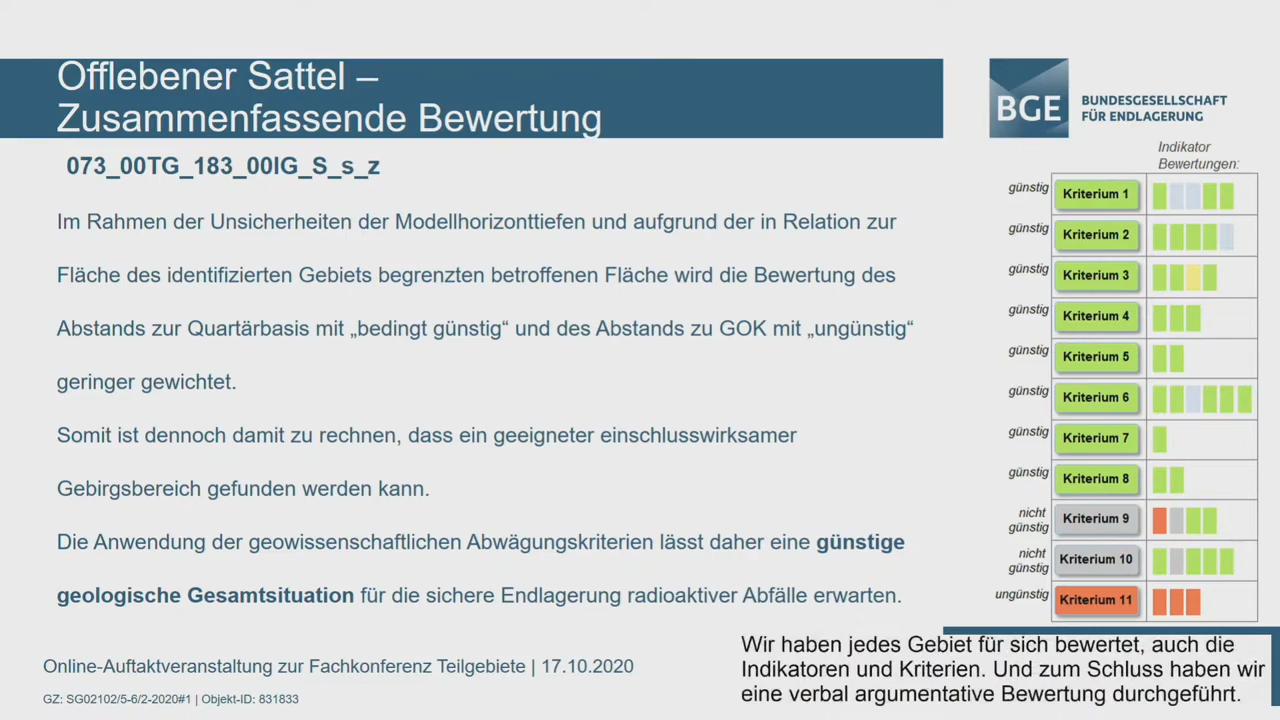 Offlebener Sattel –
Zusammenfassende Bewertung
BGE
BUNDESGESELLSCHAFT
FÜR ENDLAGERUNG
073_00TG_183_00IG_S_s_z
Im Rahmen der Unsicherheiten der Modellhorizonttiefen und aufgrund der in Relation zur
Fläche des identifizierten Gebiets begrenzten betroffenen Fläche wird die Bewertung des
Abstands zur Quartärbasis mit „bedingt günstig“ und des Abstands zu GOK mit „ungünstig“
geringer gewichtet.
Somit ist dennoch damit zu rechnen, dass ein geeigneter einschlusswirksamer
Gebirgsbereich gefunden werden kann.
Die Anwendung der geowissenschaftlichen Abwägungskriterien lässt daher eine günstige
geologische Gesamtsituation für die sichere Endlagerung radioaktiver Abfälle erwarten.
Indikator
Bewertungen:
günstig Kriterium 1
günstig Kriterium 2
günstig Kriterium 3
günstig Kriterium 4
günstig Kriterium 5
günstig Kriterium 6
günstig Kriterium 7
günstig Kriterium 8
nicht
günstig Kriterium 9
nicht
günstig Kriterium 10
ungünstig Kriterium 11
Online-Auftaktveranstaltung zur Fachkonferenz Teilgebiete | 17.10.2020
GZ: SG02102/5-6/2-2020#1 | Objekt-ID: 831833
Wir haben jedes Gebiet für sich bewertet, auch die
Indikatoren und Kriterien. Und zum Schluss haben wir
eine verbal argumentative Bewertung durchgeführt.